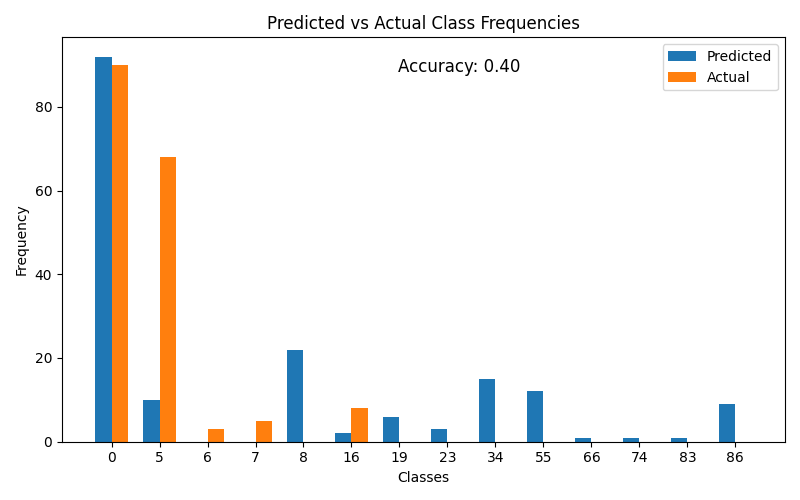 Predicted vs Actual Class Frequencies
Accuracy: 0.40
Predicted
Actual
Frequency
80
60
40
20
0
0 5 6 7 8 16 19 23 34 55 66 74 83 86
Classes